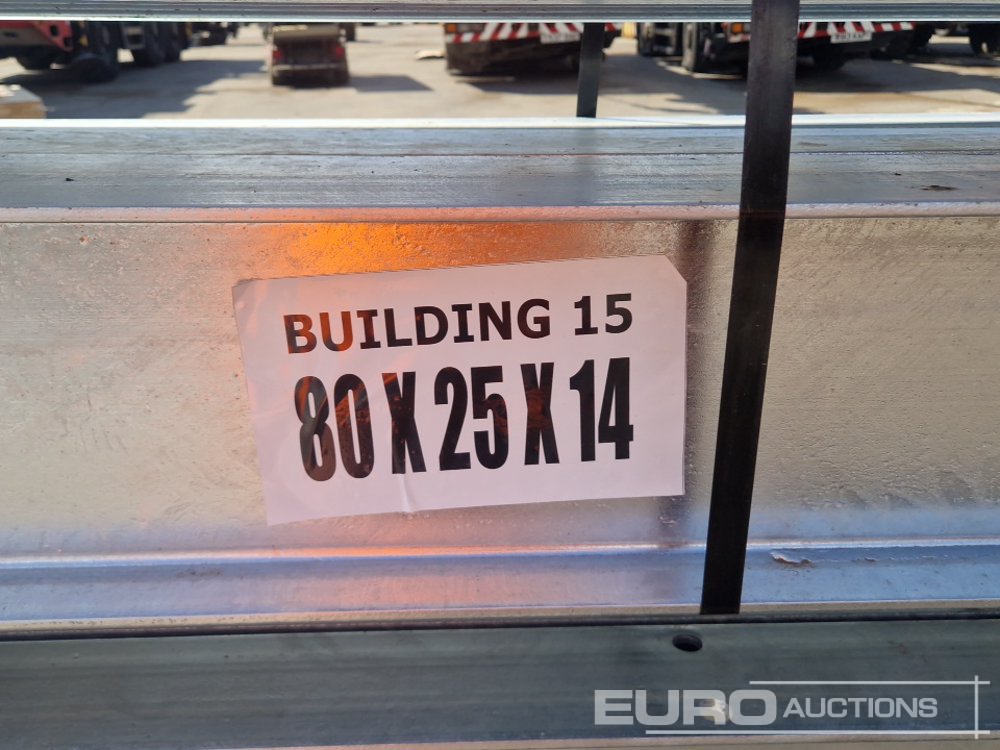 BUILDING 15
80 X 25 X 14
EURO AUCTIONS